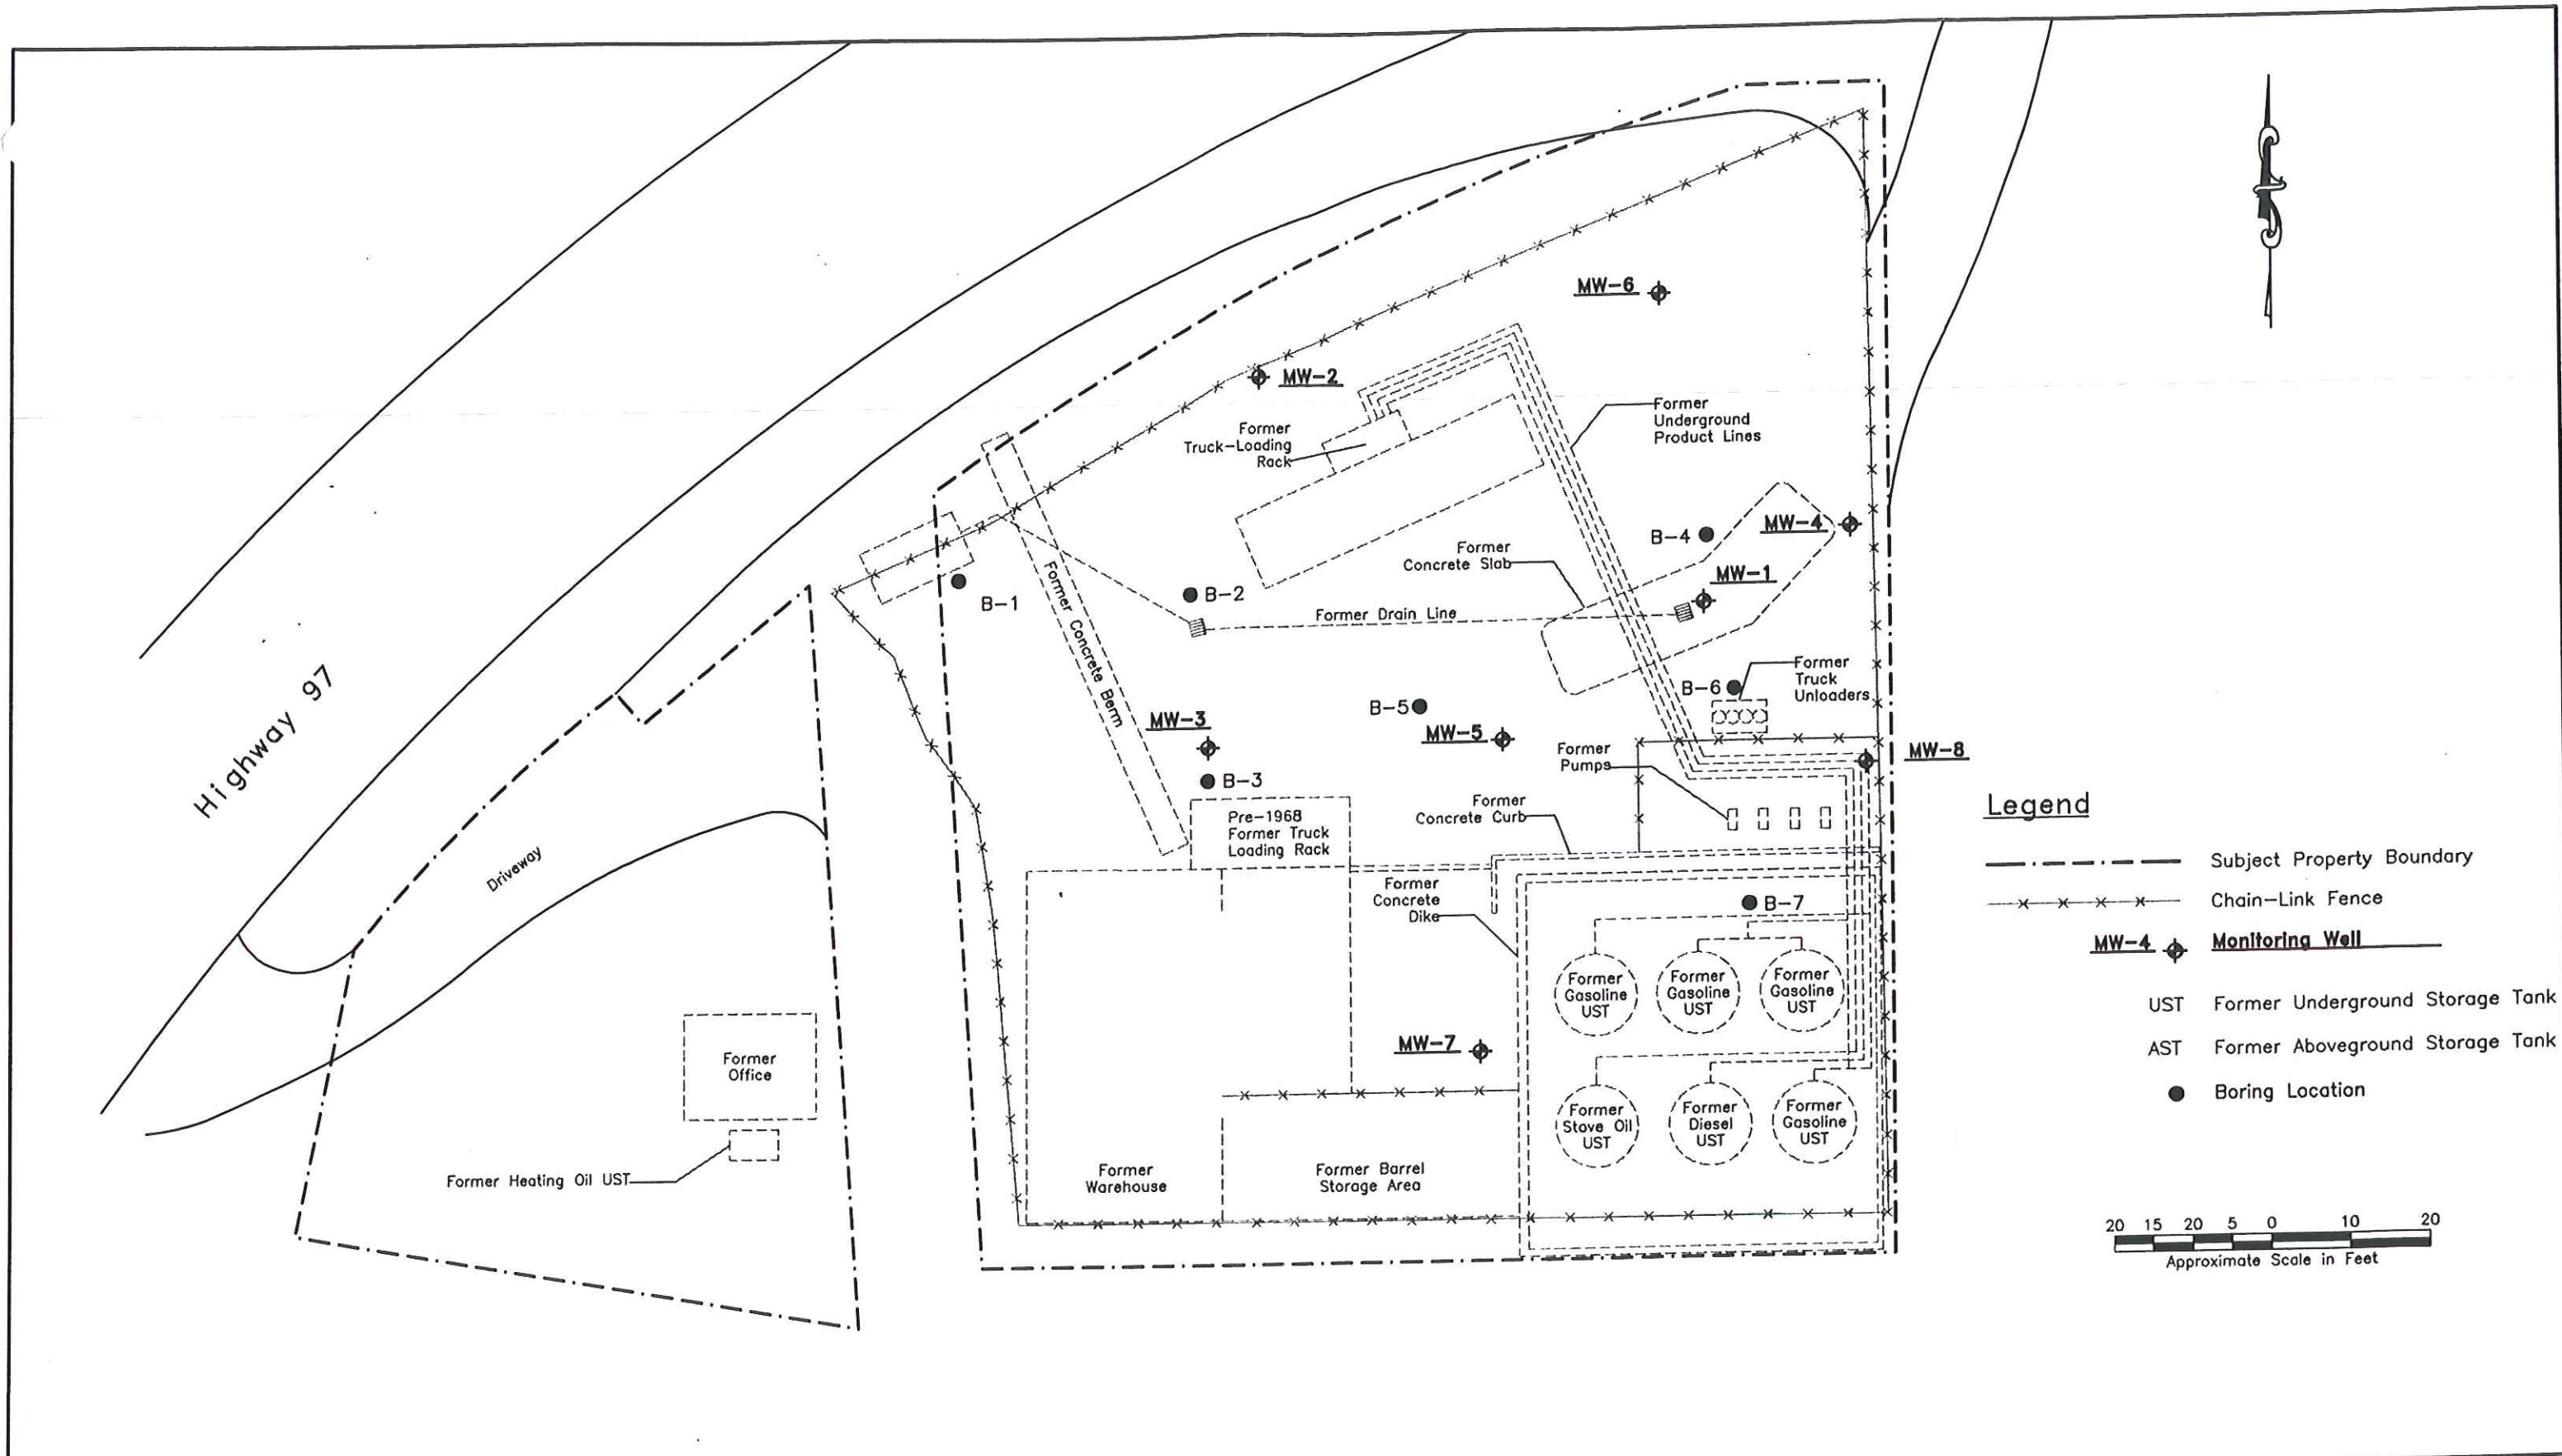 MW-6
MW-2
Former
Underground
Product Lines
Former
Truck-Loading
Rack
MW-4
B-4
Former
Concrete Slab
MW-1
B-1
B-2
Former Drain Line
Former Concrete Berm
Former
Truck
Unloaders
B-6
Highway 97
B-5
MW-3
MW-5
Former
Pumps
MW-8
B-3
Former
Concrete Curb
Pre-1968
Former Truck
Loading Rack
Driveway
Former
Concrete
Dike
B-7
Former
Gasoline
UST
Former
Gasoline
UST
Former
Gasoline
UST
MW-7
Former
Office
Former
Stove Oil
UST
Former
Diesel
UST
Former
Gasoline
UST
Former Heating Oil UST
Former
Warehouse
Former Barrel
Storage Area
Legend
Subject Property Boundary
Chain-Link Fence
MW-4 Monitoring Well
UST Former Underground Storage Tank
AST Former Aboveground Storage Tank
Boring Location
20 15 20 5 0 10 20
Approximate Scale in Feet